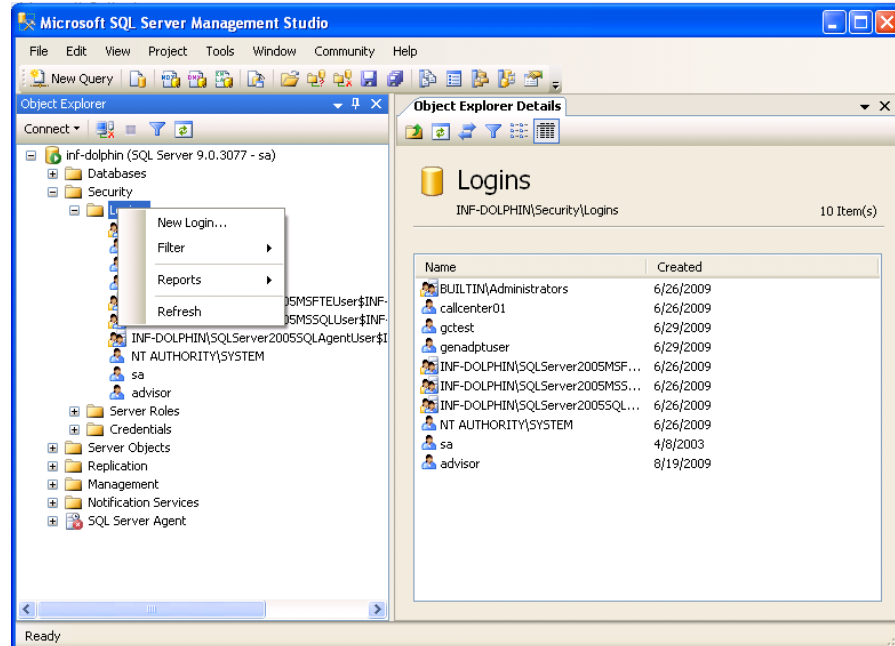 Microsoft SQL Server Management Studio
File Edit View Project Tools Window Community Help
New Query
Object Explorer
Connect
inf-dolphin (SQL Server 9.0.3077 - sa)
Databases
Security
New Login...
Filter
Reports
Refresh
05MSFTEUser$INF-
05MSSQLUser$INF-
INF-DOLPHIN\SQLServer2005SQLAgentUser$I
NT AUTHORITY\SYSTEM
sa
advisor
Server Roles
Credentials
Server Objects
Replication
Management
Notification Services
SQL Server Agent
Object Explorer Details
Logins
INF-DOLPHIN\Security\Logins 10 Item(s)
Name Created
BUILTIN\Administrators 6/26/2009
callcenter01 6/26/2009
gctest 6/29/2009
genadptuser 6/29/2009
INF-DOLPHIN\SQLServer2005MSF... 6/26/2009
INF-DOLPHIN\SQLServer2005MSS... 6/26/2009
INF-DOLPHIN\SQLServer2005SQL... 6/26/2009
NT AUTHORITY\SYSTEM 6/26/2009
sa 4/8/2003
advisor 8/19/2009
Ready